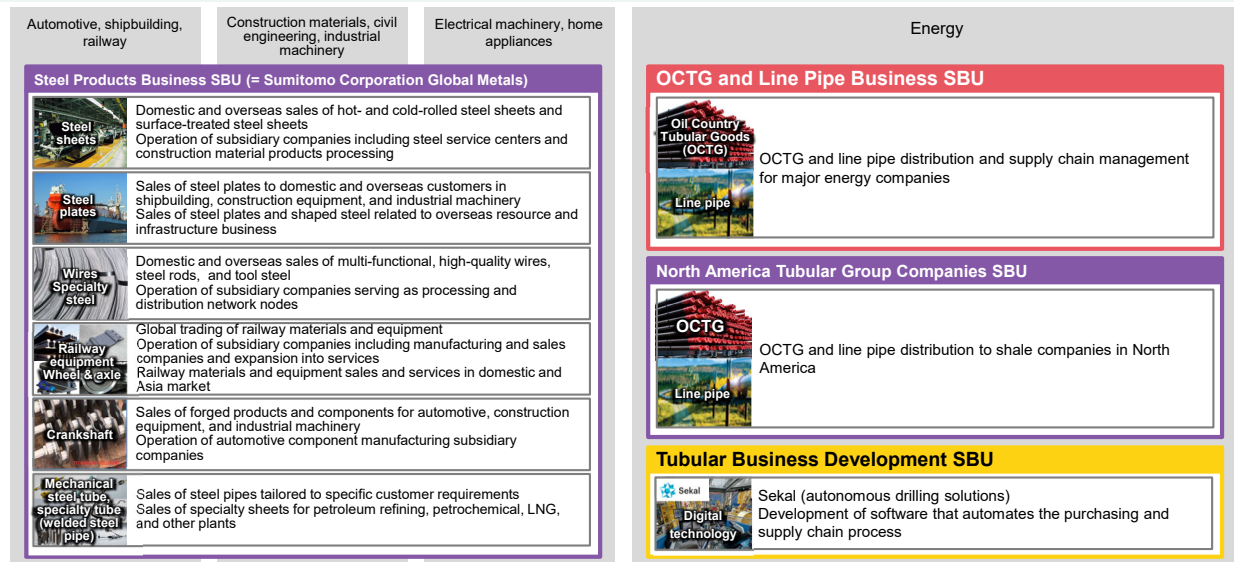 Automotive, shipbuilding,
railway
Construction materials, civil
engineering, industrial
machinery
Electrical machinery, home
appliances
Energy
Steel Products Business SBU (= Sumitomo Corporation Global Metals)
Steel
sheets
Domestic and overseas sales of hot- and cold-rolled steel sheets and
surface-treated steel sheets
Operation of subsidiary companies including steel service centers and
construction material products processing
Steel
plates
Sales of steel plates to domestic and overseas customers in
shipbuilding, construction equipment, and industrial machinery
Sales of steel plates and shaped steel related to overseas resource and
infrastructure business
Wires
Specialty
steel
Domestic and overseas sales of multi-functional, high-quality wires,
steel rods, and tool steel
Operation of subsidiary companies serving as processing and
distribution network nodes
Railway
equipment
Wheel & axle
Global trading of railway materials and equipment
Operation of subsidiary companies including manufacturing and sales
companies and expansion into services
Railway materials and equipment sales and services in domestic and
Asia market
Crankshaft
Sales of forged products and components for automotive, construction
equipment, and industrial machinery
Operation of automotive component manufacturing subsidiary
companies
Mechanical
steel tube,
specialty tube
(welded steel
pipe)
Sales of steel pipes tailored to specific customer requirements
Sales of specialty sheets for petroleum refining, petrochemical, LNG,
and other plants
OCTG and Line Pipe Business SBU
Oil Country
Tubular Goods
(OCTG)
Line pipe
OCTG and line pipe distribution and supply chain management
for major energy companies
North America Tubular Group Companies SBU
OCTG
Line pipe
OCTG and line pipe distribution to shale companies in North
America
Tubular Business Development SBU
Sekal
Digital
technology
Sekal (autonomous drilling solutions)
Development of software that automates the purchasing and
supply chain process